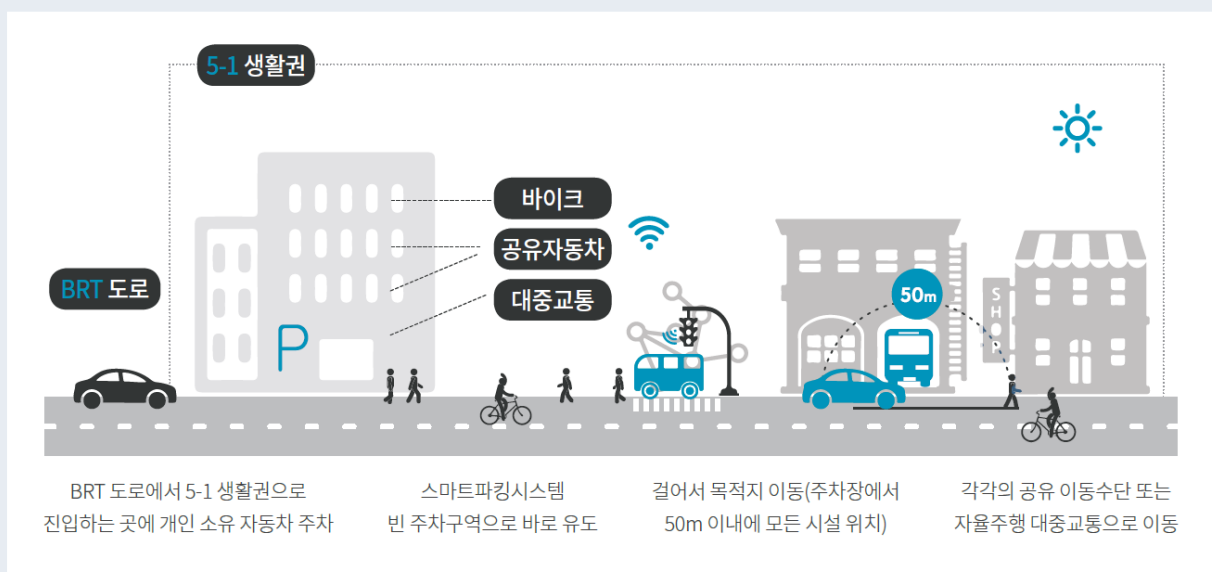 5-1 생활권
바이크
공유자동차
대중교통
BRT 도로
P
50m
SHOP
BRT 도로에서 5-1 생활권으로
진입하는 곳에 개인 소유 자동차 주차
스마트파킹시스템
빈 주차구역으로 바로 유도
걸어서 목적지 이동(주차장에서
50m 이내에 모든 시설 위치)
각각의 공유 이동수단 또는
자율주행 대중교통으로 이동